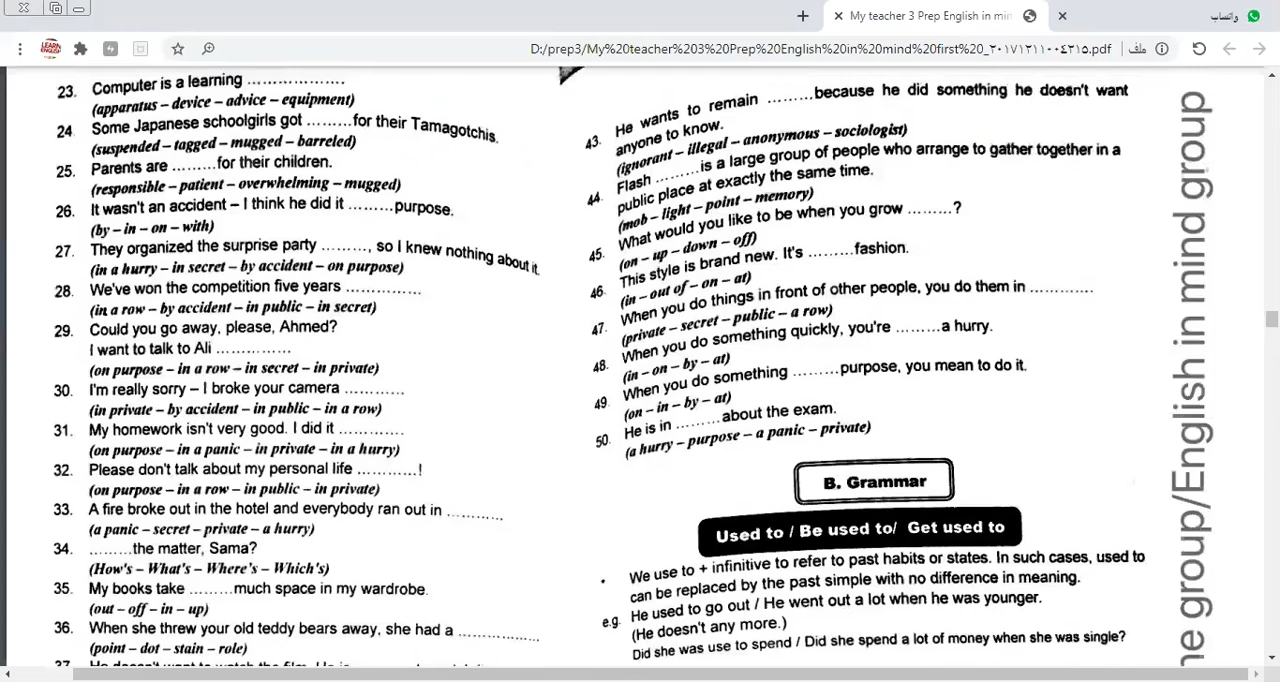 My teacher 3 Prep English in min
واتساب
D:/prep3/My%20teacher%203%20Prep%20English%20in%20mind%20first%20_٢٠١٧١٢١١٠٠٤٢١٥.pdf
ملف
LEARN ENGLISH
23. Computer is a learning ...................
(apparatus – device – advice – equipment)
24. Some Japanese schoolgirls got .........for their Tamagotchis.
(suspended – tagged – mugged – barreled)
25. Parents are .........for their children.
(responsible – patient – overwhelming – mugged)
26. It wasn't an accident – I think he did it .........purpose.
(by – in – on – with)
27. They organized the surprise party ........., so I knew nothing about it.
(in a hurry – in secret – by accident – on purpose)
28. We've won the competition five years ...............
(in a row – by accident – in public – in secret)
29. Could you go away, please, Ahmed?
I want to talk to Ali ...............
(on purpose – in a row – in secret – in private)
30. I'm really sorry – I broke your camera ............
(in private – by accident – in public – in a row)
31. My homework isn't very good. I did it .............
(on purpose – in a panic – in private – in a hurry)
32. Please don't talk about my personal life ...........!
(on purpose – in a row – in public – in private)
33. A fire broke out in the hotel and everybody ran out in ...........
(a panic – secret – private – a hurry)
34. .........the matter, Sama?
(How's – What's – Where's – Which's)
35. My books take .........much space in my wardrobe.
(out – off – in – up)
36. When she threw your old teddy bears away, she had a ................
(point – dot – stain – role)
43. He wants to remain .........because he did something he doesn't want
anyone to know.
(ignorant – illegal – anonymous – sociologist)
44. Flash .........is a large group of people who arrange to gather together in a
public place at exactly the same time.
(mob – light – point – memory)
45. What would you like to be when you grow .........?
(on – up – down – off)
46. This style is brand new. It's .........fashion.
(in – out of – on – at)
47. When you do things in front of other people, you do them in ............
(private – secret – public – a row)
48. When you do something quickly, you're .........a hurry.
(in – on – by – at)
49. When you do something .........purpose, you mean to do it.
(on – in – by – at)
50. He is in .........about the exam.
(a hurry – purpose – a panic – private)
B. Grammar
Used to / Be used to/ Get used to
• We use to + infinitive to refer to past habits or states. In such cases, used to
can be replaced by the past simple with no difference in meaning.
e.g. He used to go out / He went out a lot when he was younger.
(He doesn't any more.)
Did she was use to spend / Did she spend a lot of money when she was single?
ne group/English in mind group